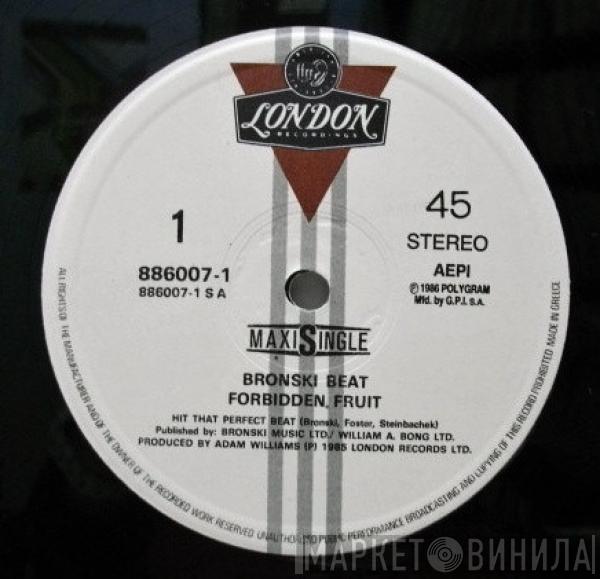 LONDON
RECORDINGS
1
45
STEREO
886007-1
886007-1 S A
AEPI
℗ 1986 POLYGRAM
Mfd. by G.P.I. S.A.
MAXI SINGLE
BRONSKI BEAT
FORBIDDEN, FRUIT
HIT THAT PERFECT BEAT (Bronski, Foster, Steinbachek)
Published by: BRONSKI MUSIC LTD./ WILLIAM A. BONG LTD.
PRODUCED BY ADAM WILLIAMS (P) 1985 LONDON RECORDS LTD.
ALL RIGHTS OF THE MANUFACTURER AND OF THE OWNER OF THE RECORDED WORK RESERVED PUBLIC PERFORMANCE BROADCASTING AND COPYING OF THIS RECORD PROHIBITED MADE IN GREECE
МАРКЕТ ВИНИЛА